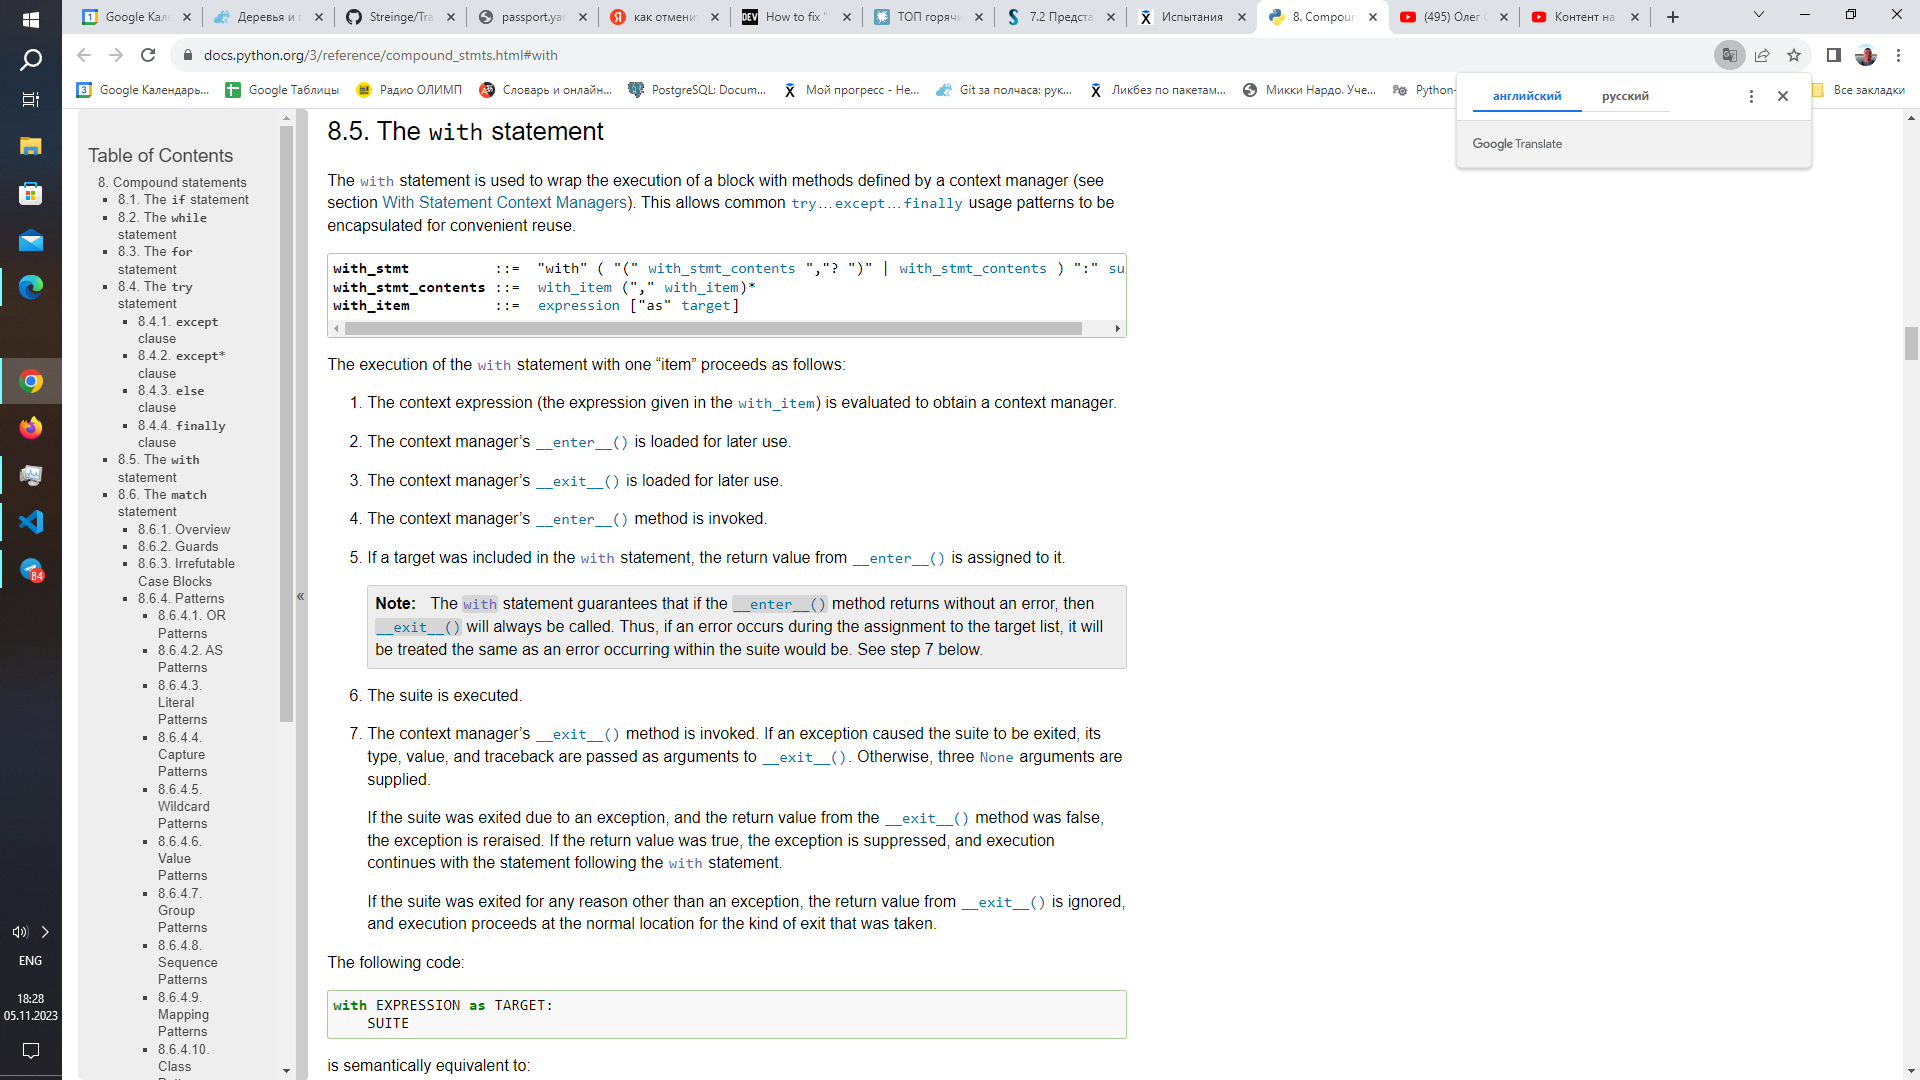 Google Кал
Деревья и г
Streinge/Tra
passport.ya
как отмени
How to fix "
ТОП горячи
7.2 Предста
Испытания
8. Compour
(495) Олег
Контент на
docs.python.org/3/reference/compound_stmts.html#with
Google Календарь...
Google Таблицы
Радио ОЛИМП
Словарь и онлайн...
PostgreSQL: Docum...
Мой прогресс - Не...
Git за полчаса: рук...
Ликбез по пакетам...
Микки Нардо. Уче...
Python-
Все закладки
английский
русский
Google Translate
Table of Contents
8. Compound statements
8.1. The if statement
8.2. The while
statement
8.3. The for
statement
8.4. The try
statement
8.4.1. except
clause
8.4.2. except*
clause
8.4.3. else
clause
8.4.4. finally
clause
8.5. The with
statement
8.6. The match
statement
8.6.1. Overview
8.6.2. Guards
8.6.3. Irrefutable
Case Blocks
8.6.4. Patterns
8.6.4.1. OR
Patterns
8.6.4.2. AS
Patterns
8.6.4.3.
Literal
Patterns
8.6.4.4.
Capture
Patterns
8.6.4.5.
Wildcard
Patterns
8.6.4.6.
Value
Patterns
8.6.4.7.
Group
Patterns
8.6.4.8.
Sequence
Patterns
8.6.4.9.
Mapping
Patterns
8.6.4.10.
Class
«
8.5. The with statement
The with statement is used to wrap the execution of a block with methods defined by a context manager (see
section With Statement Context Managers). This allows common try…except…finally usage patterns to be
encapsulated for convenient reuse.
with_stmt ::= "with" ( "(" with_stmt_contents ","? ")" | with_stmt_contents ) ":" su
with_stmt_contents ::= with_item ("," with_item)*
with_item ::= expression ["as" target]
The execution of the with statement with one “item” proceeds as follows:
1. The context expression (the expression given in the with_item) is evaluated to obtain a context manager.
2. The context manager’s __enter__() is loaded for later use.
3. The context manager’s __exit__() is loaded for later use.
4. The context manager’s __enter__() method is invoked.
5. If a target was included in the with statement, the return value from __enter__() is assigned to it.
Note: The with statement guarantees that if the __enter__() method returns without an error, then
__exit__() will always be called. Thus, if an error occurs during the assignment to the target list, it will
be treated the same as an error occurring within the suite would be. See step 7 below.
6. The suite is executed.
7. The context manager’s __exit__() method is invoked. If an exception caused the suite to be exited, its
type, value, and traceback are passed as arguments to __exit__(). Otherwise, three None arguments are
supplied.
If the suite was exited due to an exception, and the return value from the __exit__() method was false,
the exception is reraised. If the return value was true, the exception is suppressed, and execution
continues with the statement following the with statement.
If the suite was exited for any reason other than an exception, the return value from __exit__() is ignored,
and execution proceeds at the normal location for the kind of exit that was taken.
The following code:
with EXPRESSION as TARGET:
SUITE
is semantically equivalent to:
84
ENG
18:28
05.11.2023